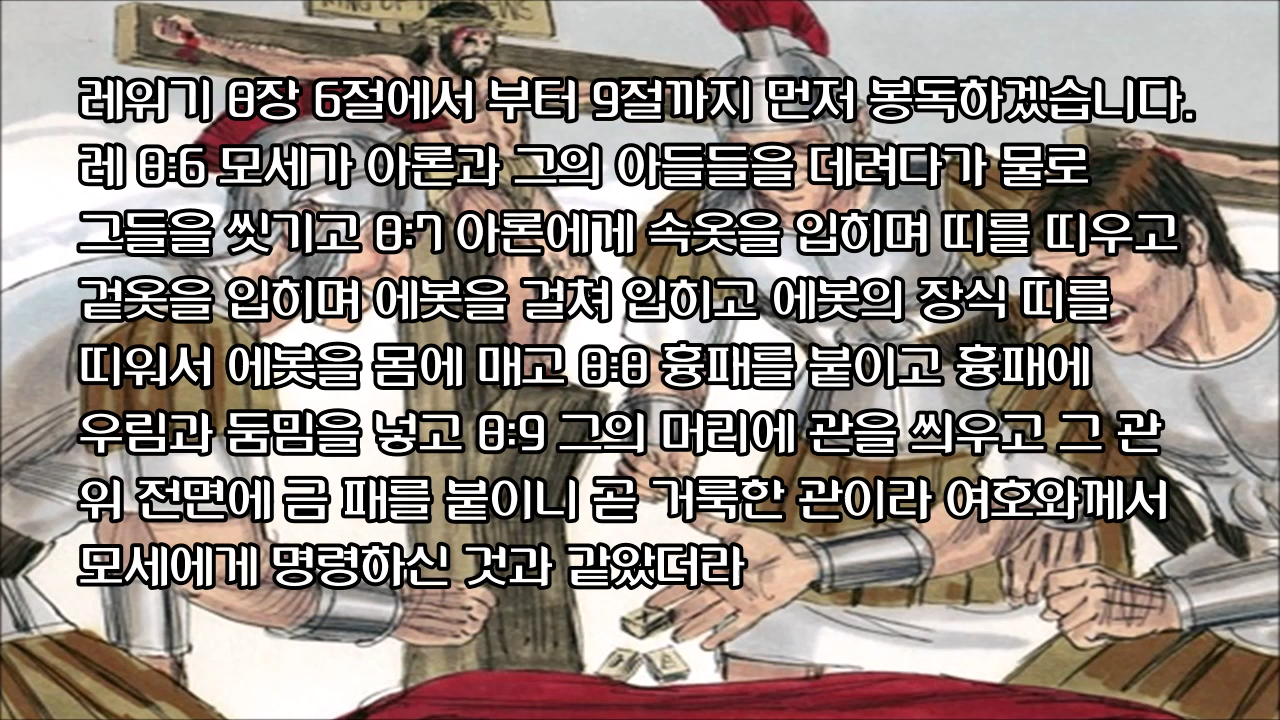 KING OF THE JEWS
레위기 8장 6절에서 부터 9절까지 먼저 봉독하겠습니다.
레 8:6 모세가 아론과 그의 아들들을 데려다가 물로
그들을 씻기고 8:7 아론에게 속옷을 입히며 띠를 띠우고
겉옷을 입히며 에봇을 걸쳐 입히고 에봇의 장식 띠를
띠워서 에봇을 몸에 매고 8:8 흉패를 붙이고 흉패에
우림과 둠밈을 넣고 8:9 그의 머리에 관을 씌우고 그 관
위 전면에 금 패를 붙이니 곧 거룩한 관이라 여호와께서
모세에게 명령하신 것과 같았더라